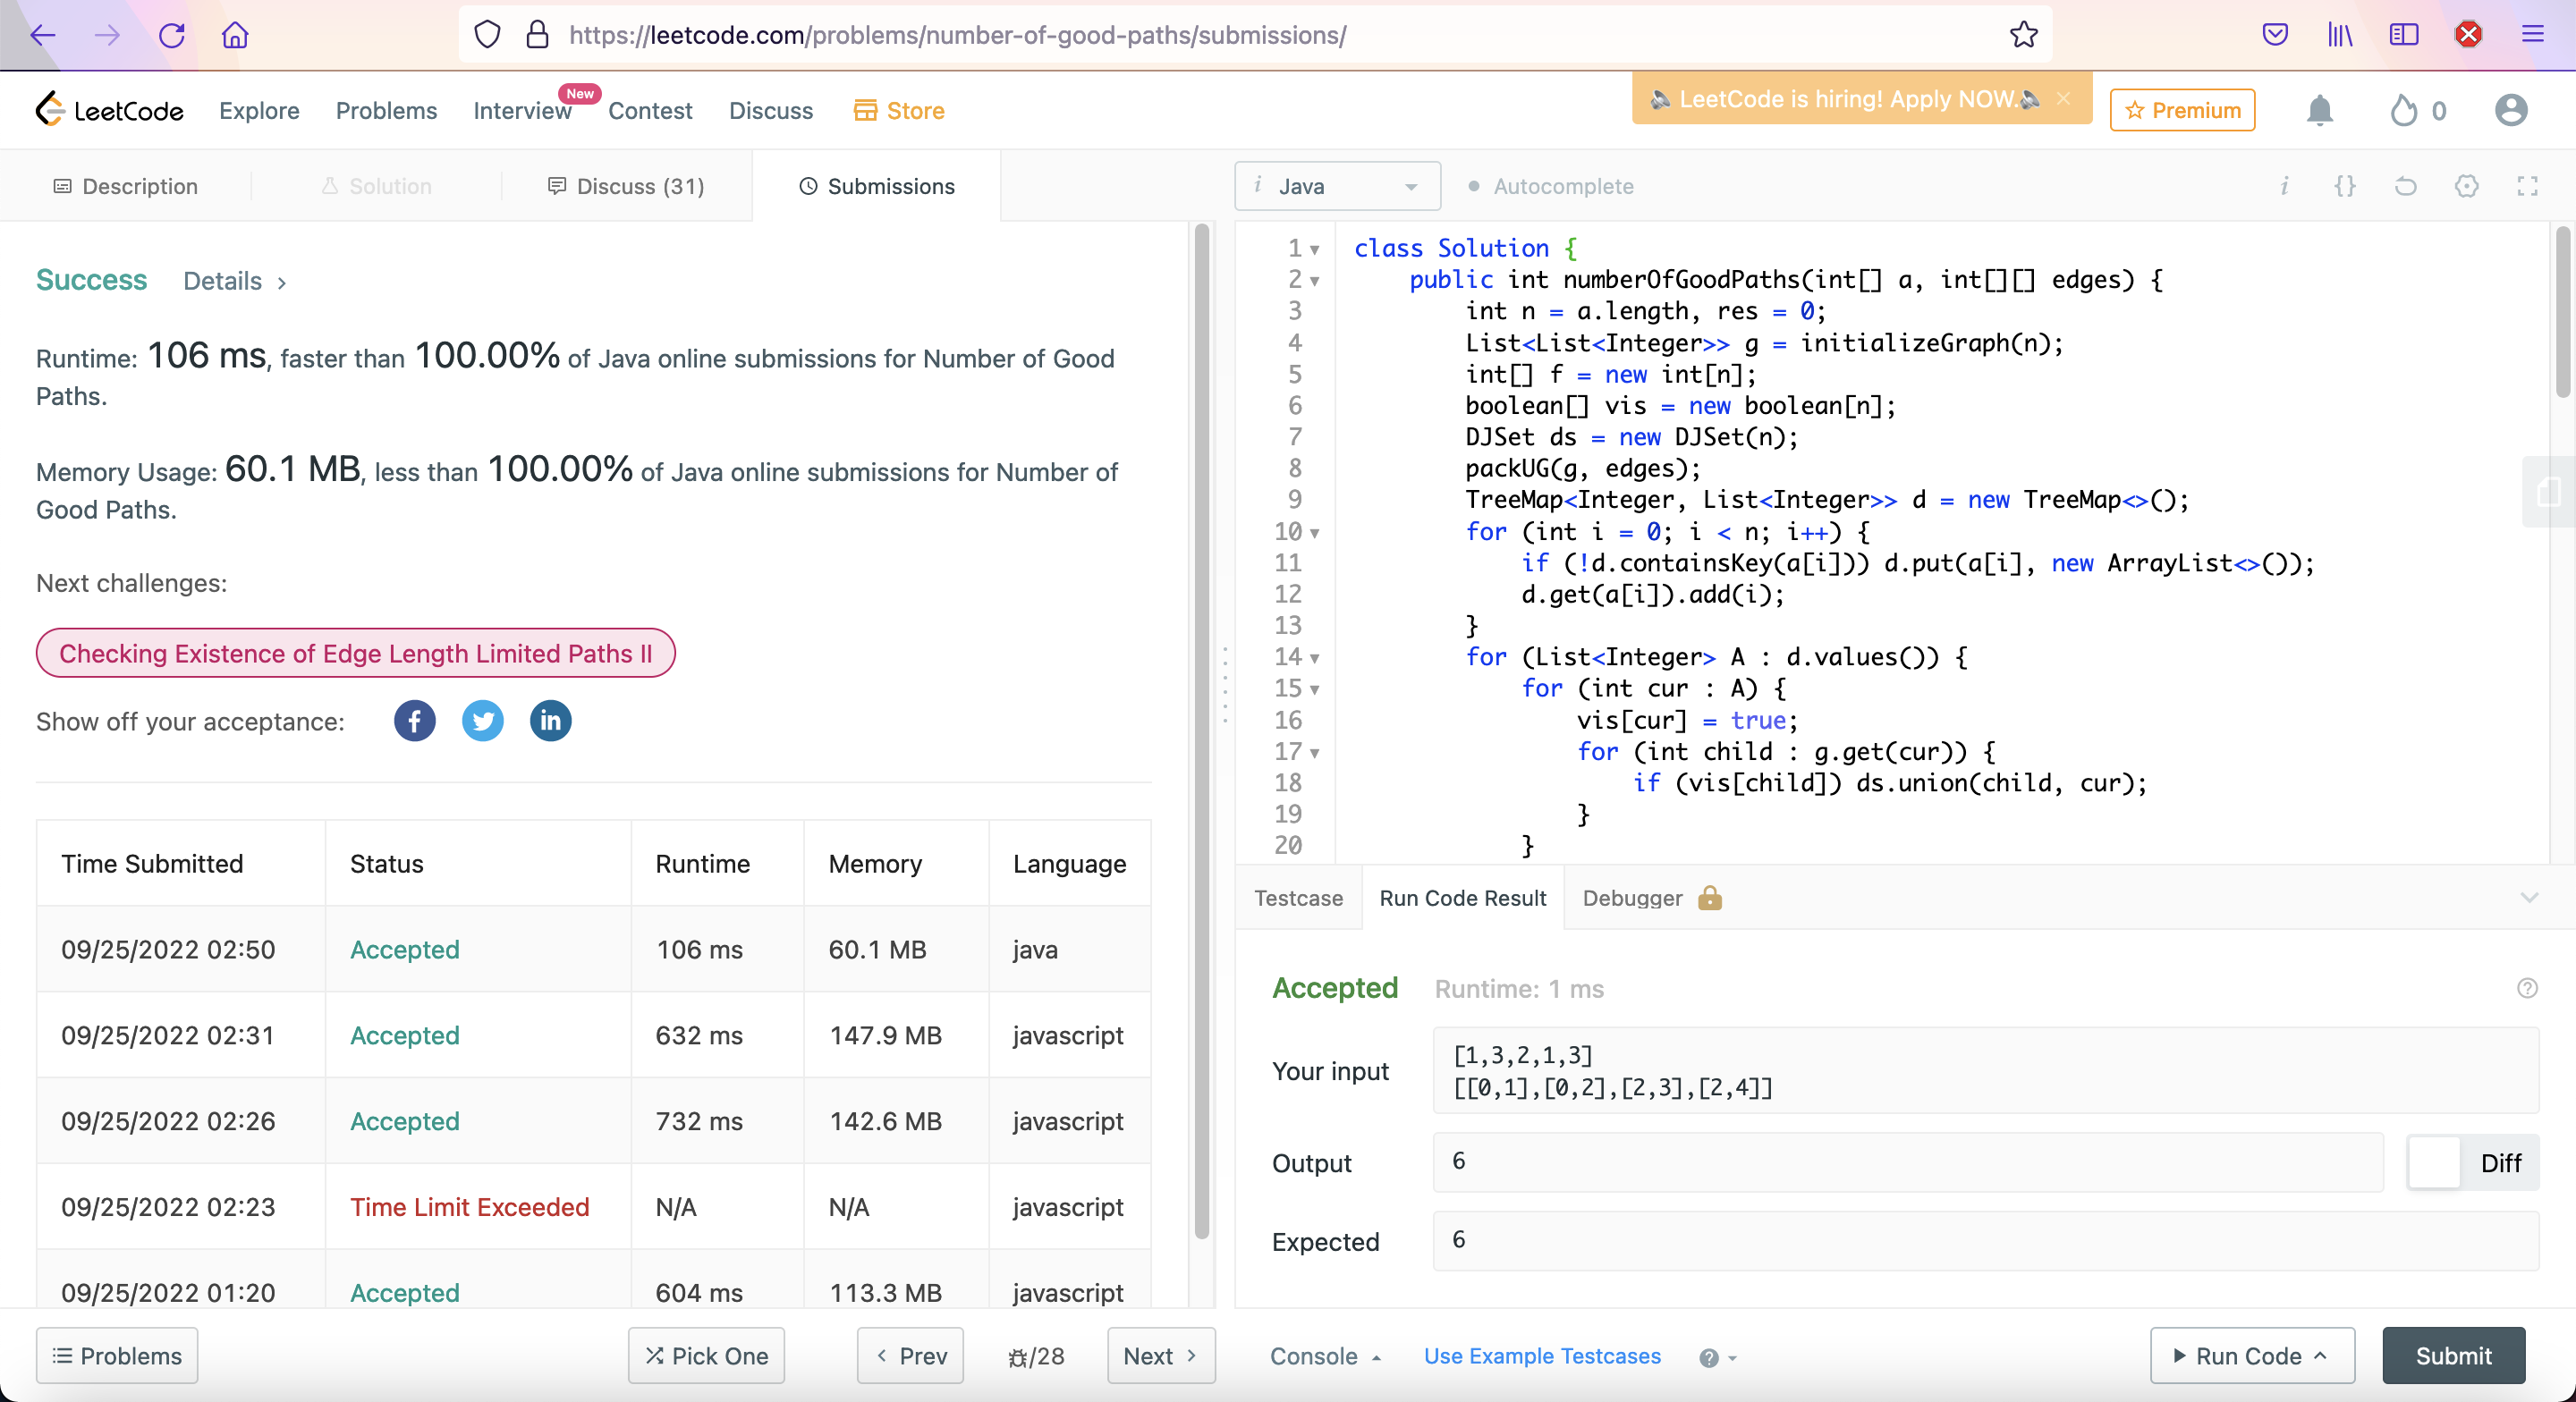 https://leetcode.com/problems/number-of-good-paths/submissions/
LeetCode
Explore
Problems
Interview
New
Contest
Discuss
Store
LeetCode is hiring! Apply NOW.
Premium
0
Description
Solution
Discuss (31)
Submissions
Success
Details
Runtime: 106 ms, faster than 100.00% of Java online submissions for Number of Good
Paths.
Memory Usage: 60.1 MB, less than 100.00% of Java online submissions for Number of
Good Paths.
Next challenges:
Checking Existence of Edge Length Limited Paths II
Show off your acceptance:
Time Submitted Status Runtime Memory Language
09/25/2022 02:50 Accepted 106 ms 60.1 MB java
09/25/2022 02:31 Accepted 632 ms 147.9 MB javascript
09/25/2022 02:26 Accepted 732 ms 142.6 MB javascript
09/25/2022 02:23 Time Limit Exceeded N/A N/A javascript
09/25/2022 01:20 Accepted 604 ms 113.3 MB javascript
Problems
Pick One
Prev
/28
Next
i Java
Autocomplete
i {}
1 class Solution {
2 public int numberOfGoodPaths(int[] a, int[][] edges) {
3 int n = a.length, res = 0;
4 List<List<Integer>> g = initializeGraph(n);
5 int[] f = new int[n];
6 boolean[] vis = new boolean[n];
7 DJSet ds = new DJSet(n);
8 packUG(g, edges);
9 TreeMap<Integer, List<Integer>> d = new TreeMap<>();
10 for (int i = 0; i < n; i++) {
11 if (!d.containsKey(a[i])) d.put(a[i], new ArrayList<>());
12 d.get(a[i]).add(i);
13 }
14 for (List<Integer> A : d.values()) {
15 for (int cur : A) {
16 vis[cur] = true;
17 for (int child : g.get(cur)) {
18 if (vis[child]) ds.union(child, cur);
19 }
20 }
Testcase
Run Code Result
Debugger
Accepted
Runtime: 1 ms
Your input
[1,3,2,1,3]
[[0,1],[0,2],[2,3],[2,4]]
Output
6
Diff
Expected
6
Console
Use Example Testcases
Run Code
Submit